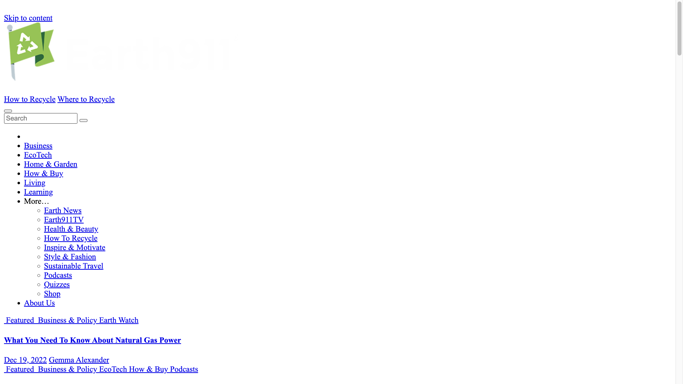 Skip to content
How to Recycle Where to Recycle
Search
Business
EcoTech
Home & Garden
How & Buy
Living
Learning
More…
Earth News
Earth911TV
Health & Beauty
How To Recycle
Inspire & Motivate
Style & Fashion
Sustainable Travel
Podcasts
Quizzes
Shop
About Us
Featured Business & Policy Earth Watch
What You Need To Know About Natural Gas Power
Dec 19, 2022 Gemma Alexander
Featured Business & Policy EcoTech How & Buy Podcasts